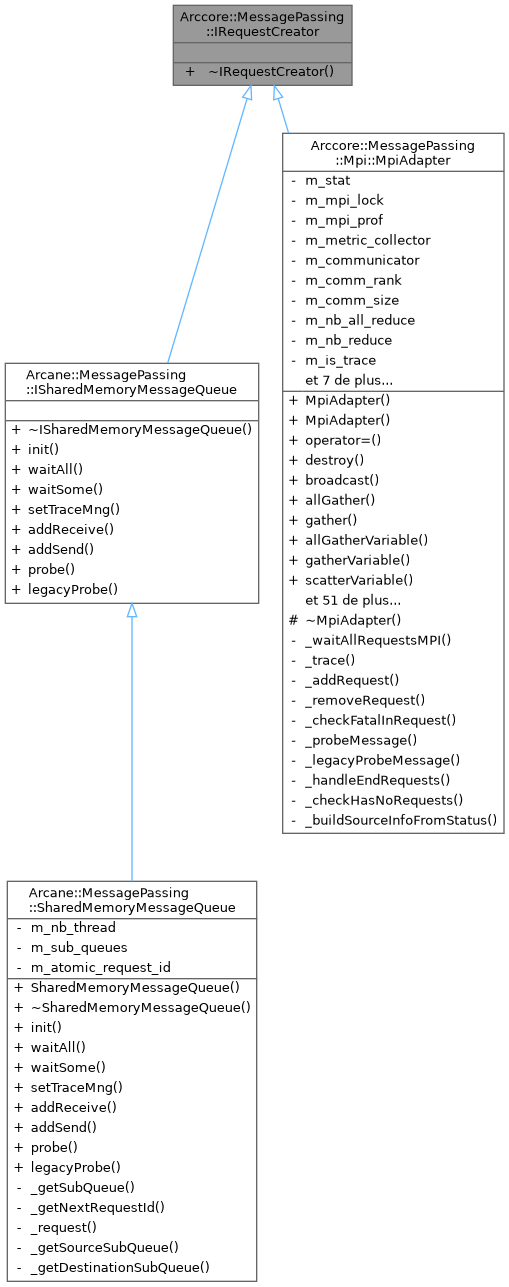 Arccore::MessagePassing
::IRequestCreator
+ ~IRequestCreator()
Arccore::MessagePassing
::Mpi::MpiAdapter
- m_stat
- m_mpi_lock
- m_mpi_prof
- m_metric_collector
- m_communicator
- m_comm_rank
- m_comm_size
- m_nb_all_reduce
- m_nb_reduce
- m_is_trace
et 7 de plus...
+ MpiAdapter()
+ MpiAdapter()
+ operator=()
+ destroy()
+ broadcast()
+ allGather()
+ gather()
+ allGatherVariable()
+ gatherVariable()
+ scatterVariable()
et 51 de plus...
# ~MpiAdapter()
- _waitAllRequestsMPI()
- _trace()
- _addRequest()
- _removeRequest()
- _checkFatalInRequest()
- _probeMessage()
- _legacyProbeMessage()
- _handleEndRequests()
- _checkHasNoRequests()
- _buildSourceInfoFromStatus()
Arcane::MessagePassing
::ISharedMemoryMessageQueue
+ ~ISharedMemoryMessageQueue()
+ init()
+ waitAll()
+ waitSome()
+ setTraceMng()
+ addReceive()
+ addSend()
+ probe()
+ legacyProbe()
Arcane::MessagePassing
::SharedMemoryMessageQueue
- m_nb_thread
- m_sub_queues
- m_atomic_request_id
+ SharedMemoryMessageQueue()
+ ~SharedMemoryMessageQueue()
+ init()
+ waitAll()
+ waitSome()
+ setTraceMng()
+ addReceive()
+ addSend()
+ probe()
+ legacyProbe()
- _getSubQueue()
- _getNextRequestId()
- _request()
- _getSourceSubQueue()
- _getDestinationSubQueue()